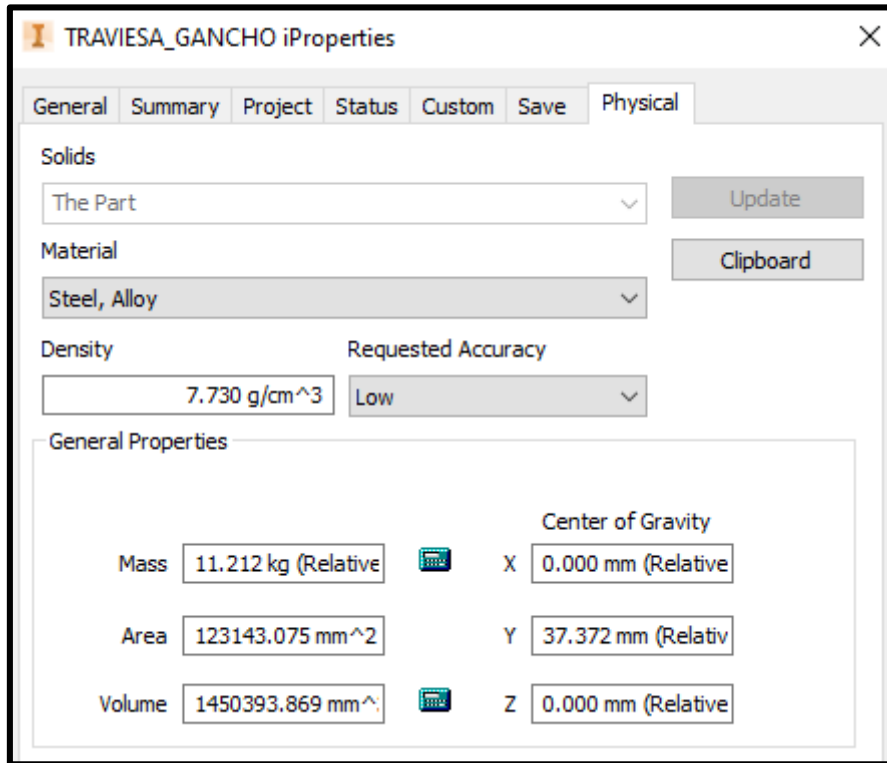 TRAVIESA_GANCHO iProperties
General Summary Project Status Custom Save Physical
Solids
The Part Update
Material Clipboard
Steel, Alloy
Density Requested Accuracy
7.730 g/cm^3 Low
General Properties
Center of Gravity
Mass 11.212 kg (Relative X 0.000 mm (Relative
Area 123143.075 mm^2 Y 37.372 mm (Relativ
Volume 1450393.869 mm^ Z 0.000 mm (Relative